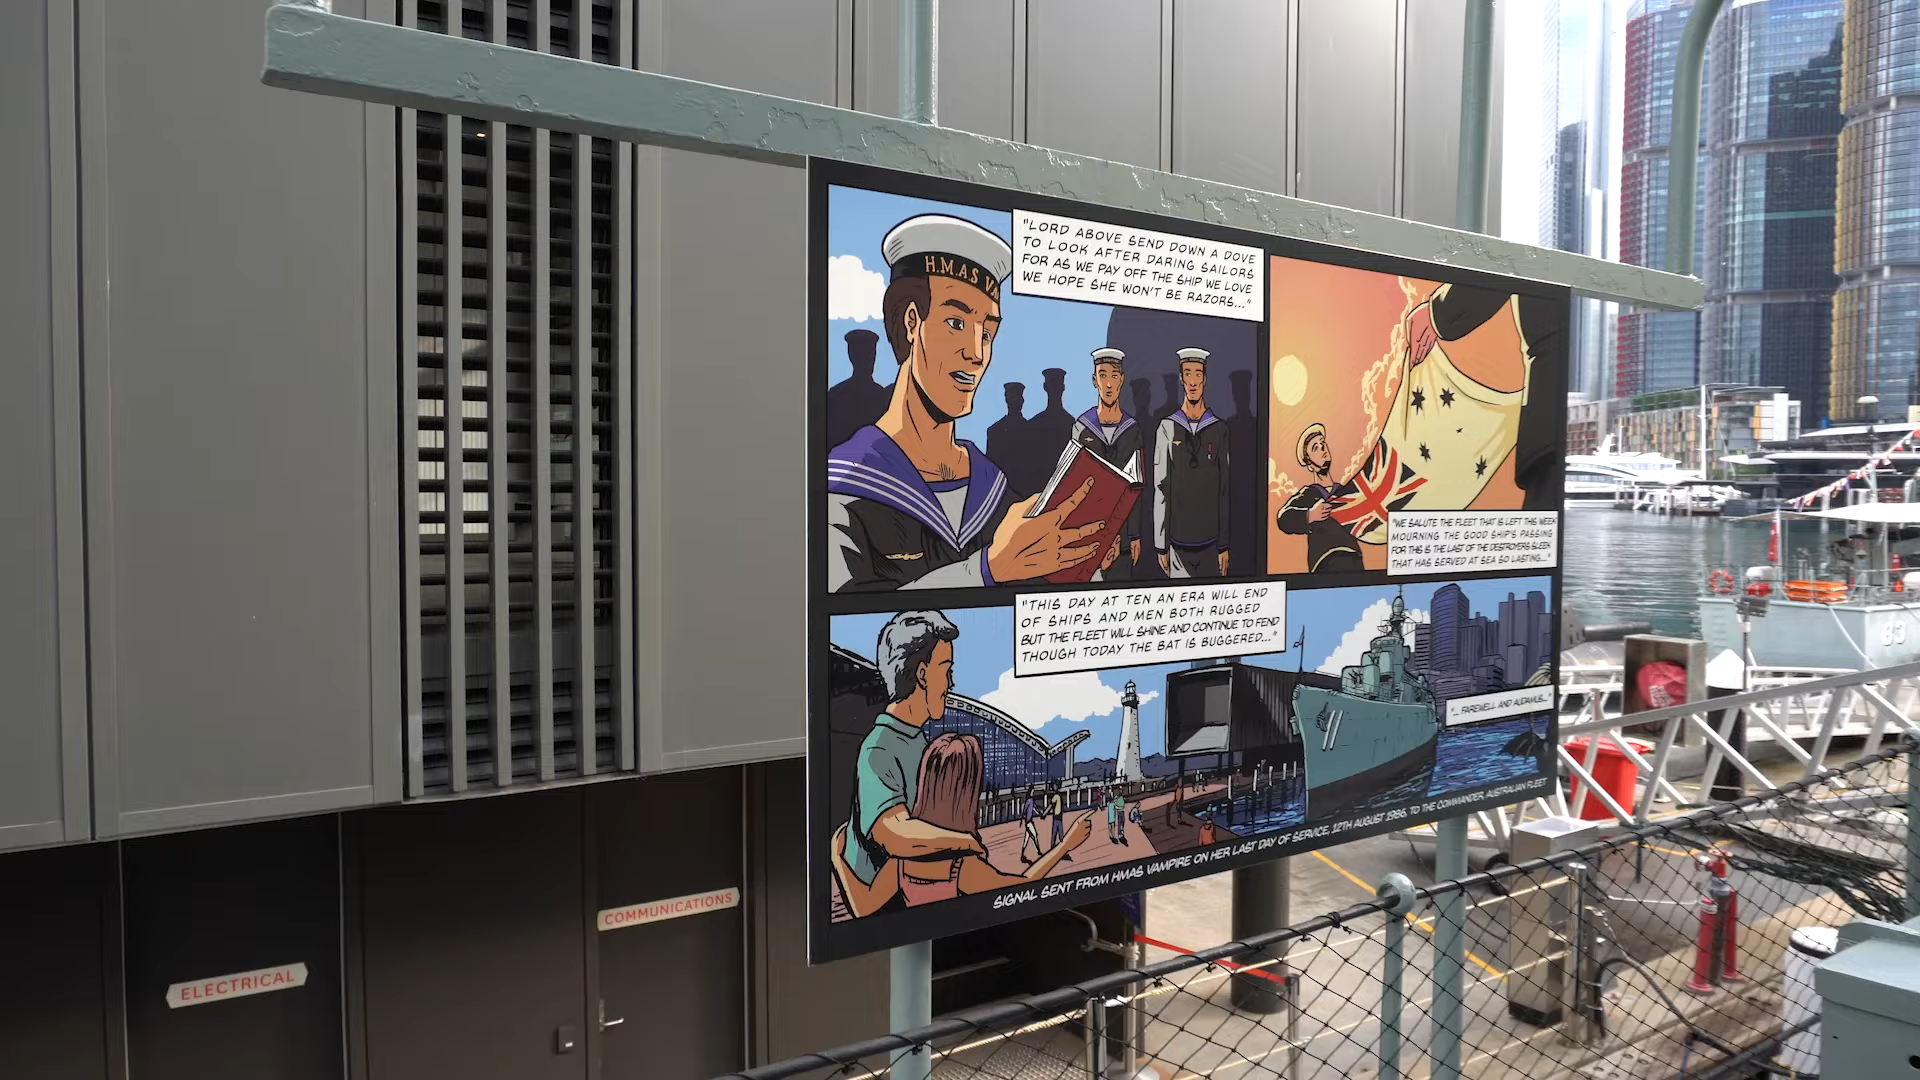 H.M.A.S VA
"LORD ABOVE SEND DOWN A DOVE
TO LOOK AFTER DARING SAILORS
FOR AS WE PAY OFF THE SHIP WE LOVE
WE HOPE SHE WON'T BE RAZORS..."
"WE SALUTE THE FLEET THAT IS LEFT THIS WEEK
MOURNING THE GOOD SHIP'S PASSING
FOR THIS IS THE LAST OF THE DESTROYERS SLEEK
THAT HAS SERVED AT SEA SO LASTING..."
"THIS DAY AT TEN AN ERA WILL END
OF SHIPS AND MEN BOTH RUGGED
BUT THE FLEET WILL SHINE AND CONTINUE TO FEND
THOUGH TODAY THE BAT IS BUGGERED..."
11
"... FAREWELL AND AUDAMUS..."
SIGNAL SENT FROM HMAS VAMPIRE ON HER LAST DAY OF SERVICE, 12TH AUGUST 1986, TO THE COMMANDER, AUSTRALIAN FLEET
83
COMMUNICATIONS
ELECTRICAL